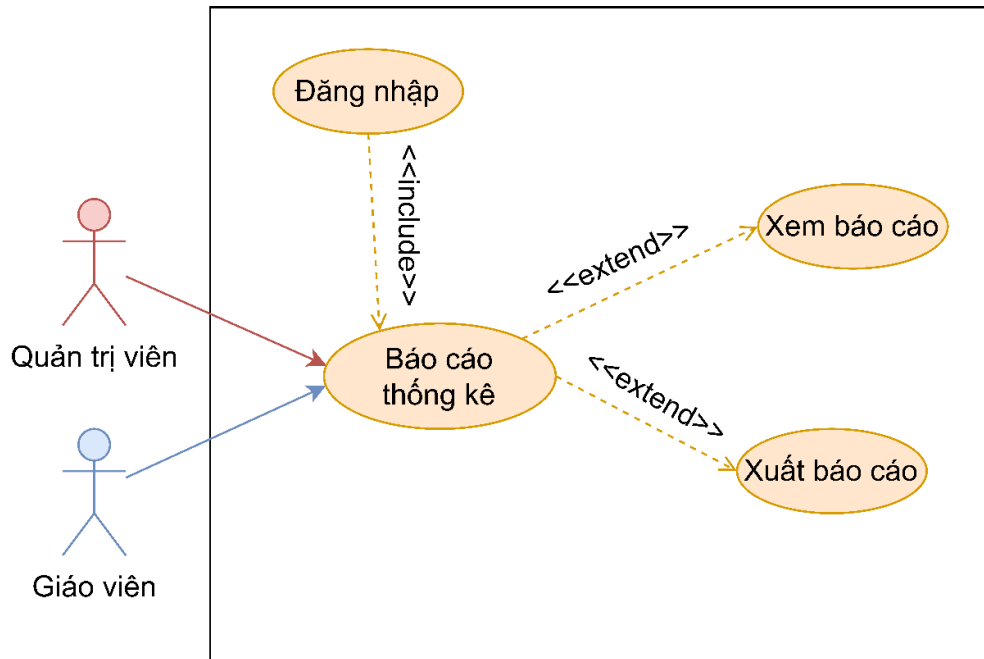 Đăng nhập
<<include>>
Xem báo cáo
<<extend>>
Quản trị viên
Báo cáo
thống kê
<<extend>>
Xuất báo cáo
Giáo viên